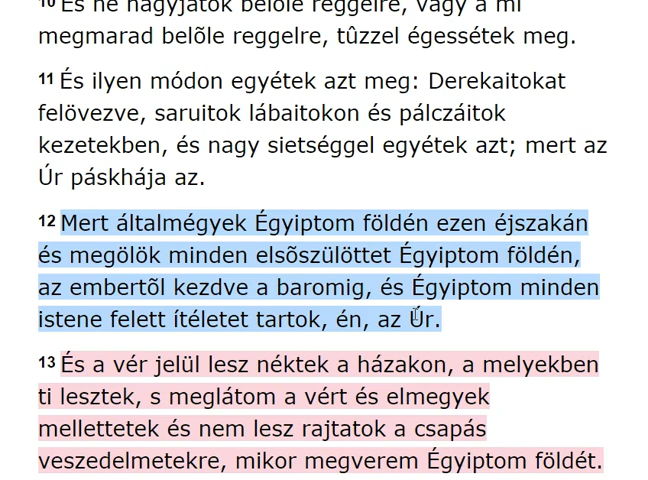 10 És ne hagyjatok belõle reggelre, vagy a mi
megmarad belõle reggelre, tûzzel égessétek meg.
11 És ilyen módon egyétek azt meg: Derekaitokat
felövezve, saruitok lábaitokon és pálczáitok
kezetekben, és nagy sietséggel egyétek azt; mert az
Úr páskhája az.
12 Mert általmégyek Égyiptom földén ezen éjszakán
és megölök minden elsõszülöttet Égyiptom földén,
az embertõl kezdve a baromig, és Égyiptom minden
istene felett ítéletet tartok, én, az Úr.
13 És a vér jelül lesz néktek a házakon, a melyekben
ti lesztek, s meglátom a vért és elmegyek
mellettetek és nem lesz rajtatok a csapás
veszedelmetekre, mikor megverem Égyiptom földét.